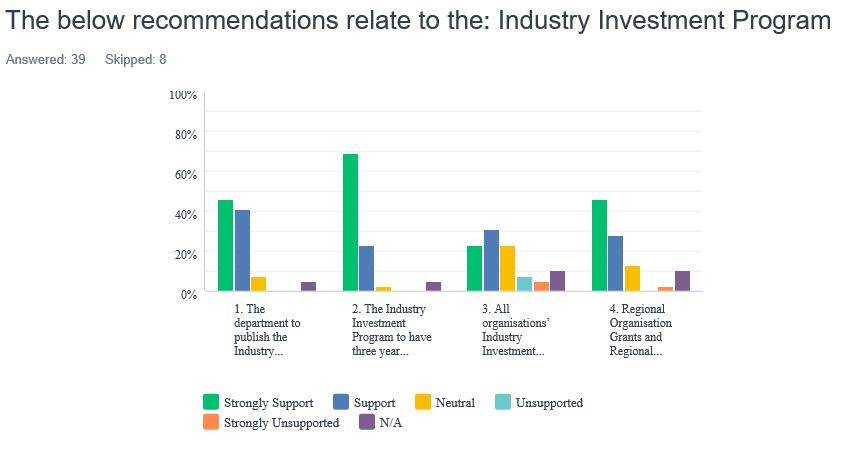 The below recommendations relate to the: Industry Investment Program
Answered: 39 Skipped: 8
100%
80%
60%
40%
20%
0%
1. The
department to
publish the
Industry...
2. The Industry
Investment
Program to have
three year...
3. All
organisations’
Industry
Investment...
4. Regional
Organisation
Grants and
Regional...
Strongly Support Support Neutral Unsupported
Strongly Unsupported N/A